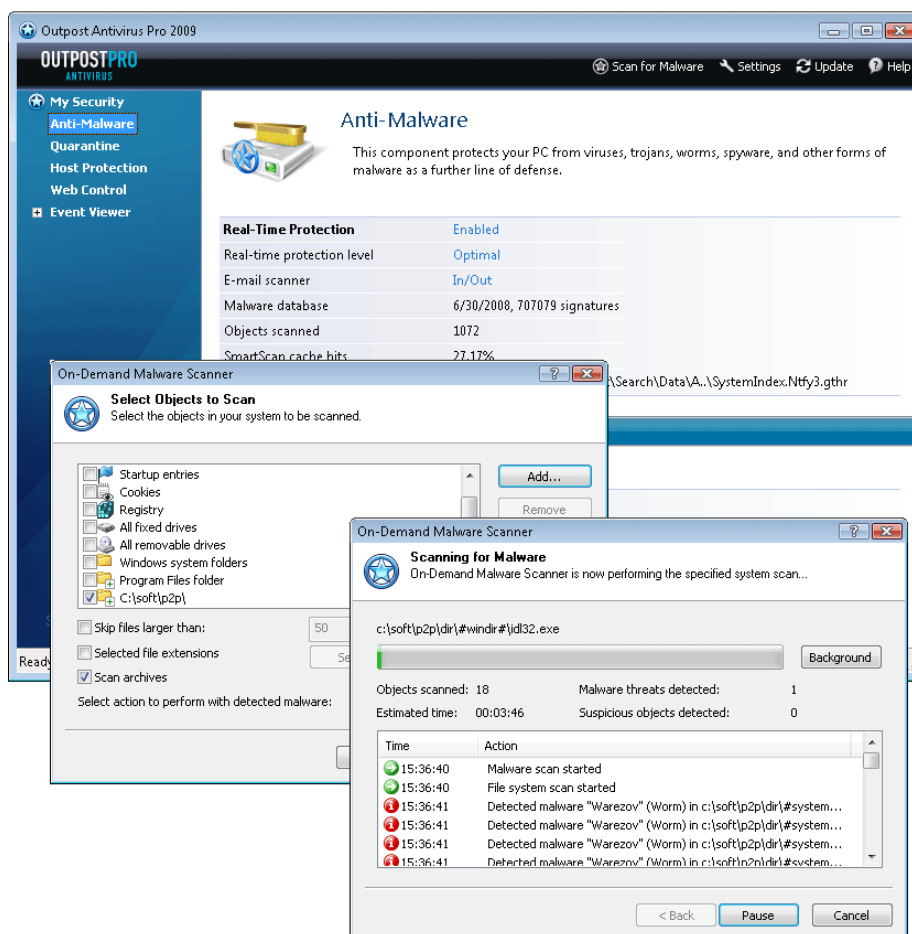 Outpost Antivirus Pro 2009
OUTPOSTPRO
ANTIVIRUS
Scan for Malware Settings Update Help
My Security
Anti-Malware
Quarantine
Host Protection
Web Control
Event Viewer
Anti-Malware
This component protects your PC from viruses, trojans, worms, spyware, and other forms of
malware as a further line of defense.
Real-Time Protection Enabled
Real-time protection level Optimal
E-mail scanner In/Out
Malware database 6/30/2008, 707079 signatures
Objects scanned 1072
SmartScan cache hits 27.17%
\Search\Data\A..\SystemIndex.Ntfy3.gthr
Ready
On-Demand Malware Scanner
Select Objects to Scan
Select the objects in your system to be scanned.
Startup entries
Cookies
Registry
All fixed drives
All removable drives
Windows system folders
Program Files folder
C:\soft\p2p\
Add...
Remove
Skip files larger than: 50
Selected file extensions Se
Scan archives
Select action to perform with detected malware:
On-Demand Malware Scanner
Scanning for Malware
On-Demand Malware Scanner is now performing the specified system scan...
c:\soft\p2p\dir\#windir#\idl32.exe
Background
Objects scanned: 18 Malware threats detected: 1
Estimated time: 00:03:46 Suspicious objects detected: 0
Time Action
15:36:40 Malware scan started
15:36:40 File system scan started
15:36:41 Detected malware "Warezov" (Worm) in c:\soft\p2p\dir\#system...
15:36:41 Detected malware "Warezov" (Worm) in c:\soft\p2p\dir\#system...
15:36:41 Detected malware "Warezov" (Worm) in c:\soft\p2p\dir\#system...
15:36:41 Detected malware "Warezov" (Worm) in c:\soft\p2p\dir\#system...
< Back Pause Cancel